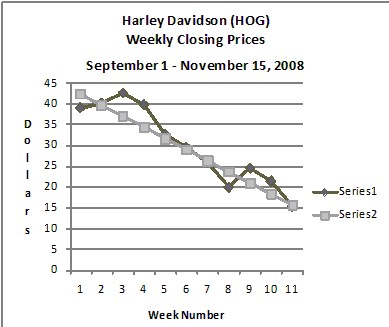 Harley Davidson (HOG)
Weekly Closing Prices
September 1 - November 15, 2008
Dollars
45
40
35
30
25
20
15
10
5
0
1 2 3 4 5 6 7 8 9 10 11
Week Number
Series1
Series2